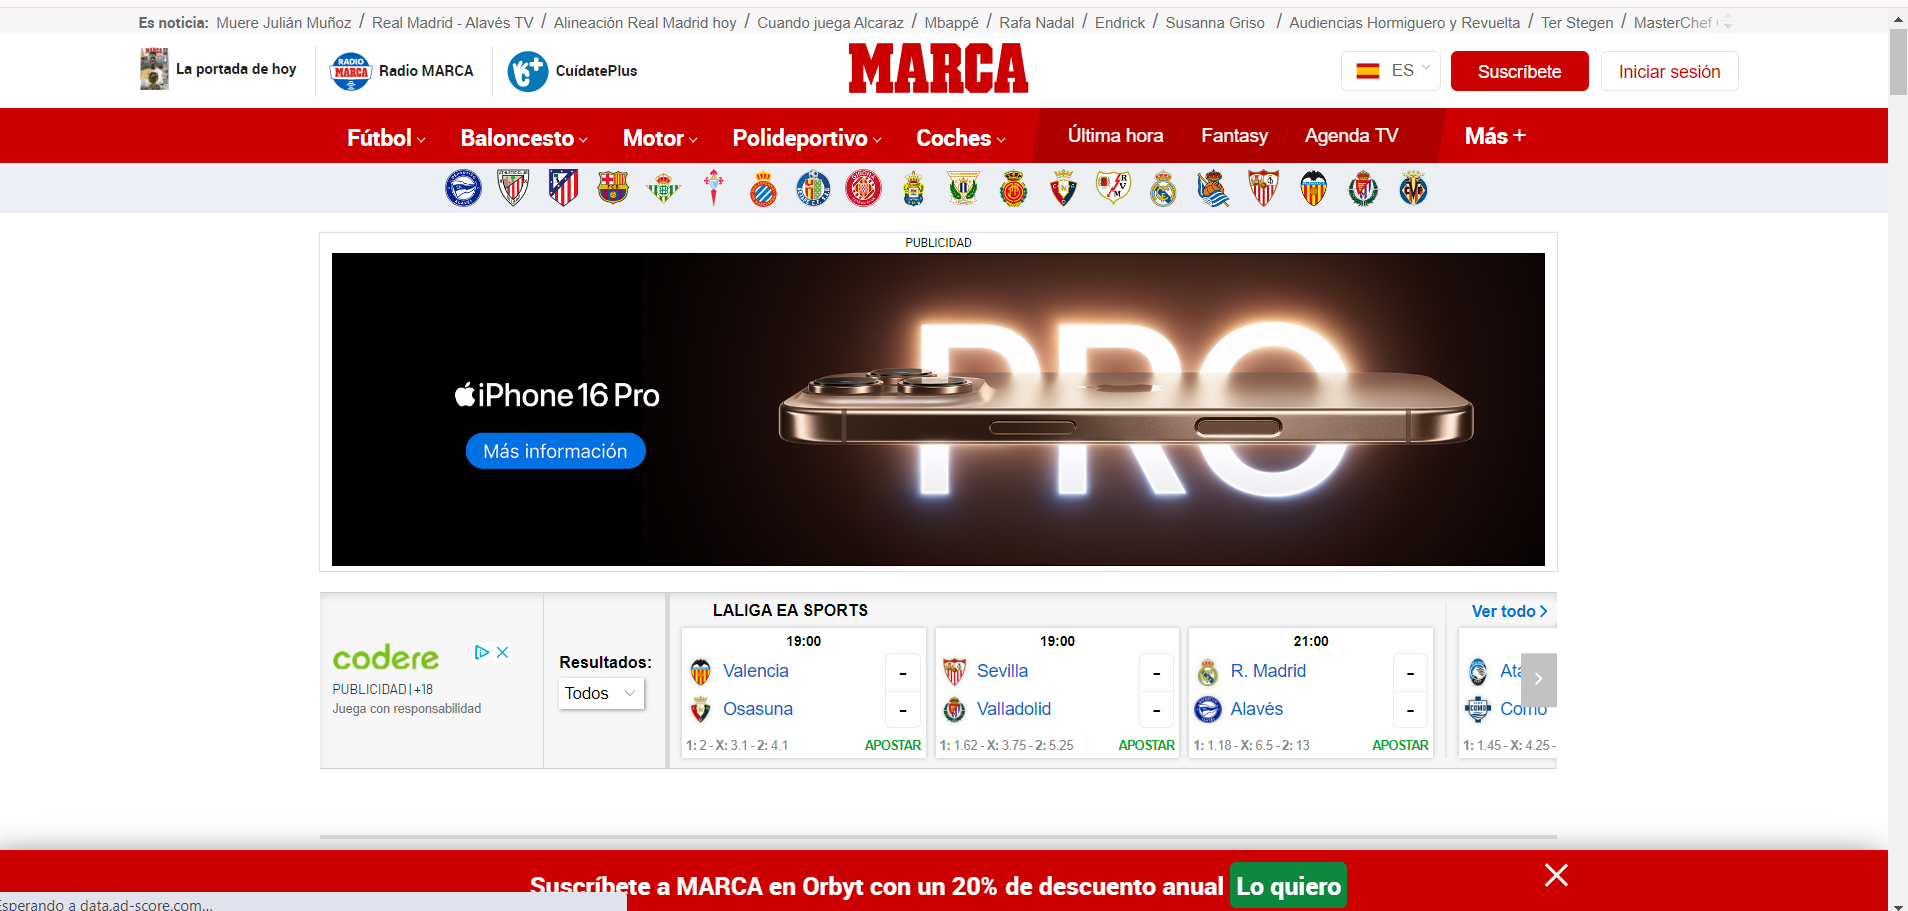 Es noticia: Muere Julián Muñoz / Real Madrid - Alavés TV / Alineación Real Madrid hoy / Cuando juega Alcaraz / Mbappé / Rafa Nadal / Endrick / Susanna Griso / Audiencias Hormiguero y Revuelta / Ter Stegen / MasterChef
La portada de hoy
RADIO MARCA
Radio MARCA
CuídatePlus
MARCA
ES
Suscríbete
Iniciar sesión
Fútbol Baloncesto Motor Polideportivo Coches Última hora Fantasy Agenda TV Más +
PUBLICIDAD
PRO
iPhone 16 Pro
Más información
codere
PUBLICIDAD | +18
Juega con responsabilidad
Resultados:
Todos
LALIGA EA SPORTS
Ver todo
19:00
Valencia -
Osasuna -
1: 2 - X: 3.1 - 2: 4.1 APOSTAR
19:00
Sevilla -
Valladolid -
1: 1.62 - X: 3.75 - 2: 5.25 APOSTAR
21:00
R. Madrid -
Alavés -
1: 1.18 - X: 6.5 - 2: 13 APOSTAR
Ata
Como
1: 1.45 - X: 4.25 -
Suscríbete a MARCA en Orbyt con un 20% de descuento anual Lo quiero
Esperando a data.ad-score.com...